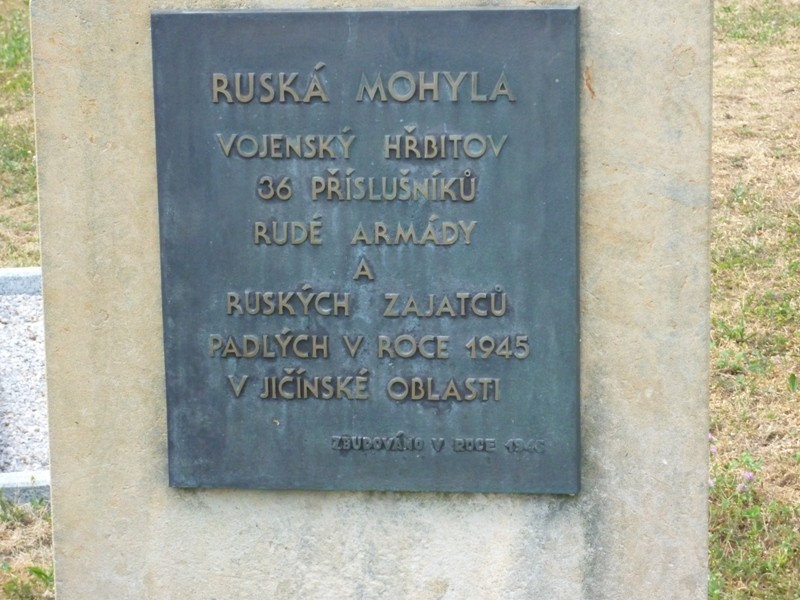 RUSKÁ MOHYLA
VOJENSKÝ HŘBITOV
36 PŘÍSLUŠNÍKŮ
RUDÉ ARMÁDY
A
RUSKÝCH ZAJATCŮ
PADLÝCH V ROCE 1945
V JIČÍNSKÉ OBLASTI
ZBUDOVÁNO V ROCE